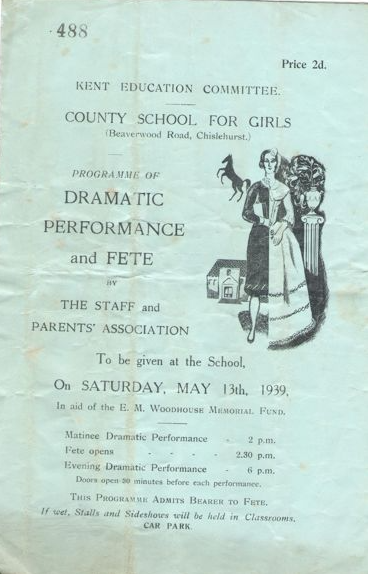 488
Price 2d.
KENT EDUCATION COMMITTEE.
COUNTY SCHOOL FOR GIRLS
(Beaverwood Road, Chislehurst.)
PROGRAMME OF
DRAMATIC
PERFORMANCE
and FETE
BY
THE STAFF and
PARENTS' ASSOCIATION
To be given at the School,
On SATURDAY, MAY 13th, 1939,
In aid of the E. M. WOODHOUSE MEMORIAL FUND.
Matinee Dramatic Performance - 2 p.m.
Fete opens - - - - 2.30 p.m.
Evening Dramatic Performance - 6 p.m.
Doors open 30 minutes before each performance.
THIS PROGRAMME ADMITS BEARER TO FETE.
If wet, Stalls and Sideshows will be held in Classrooms.
CAR PARK.